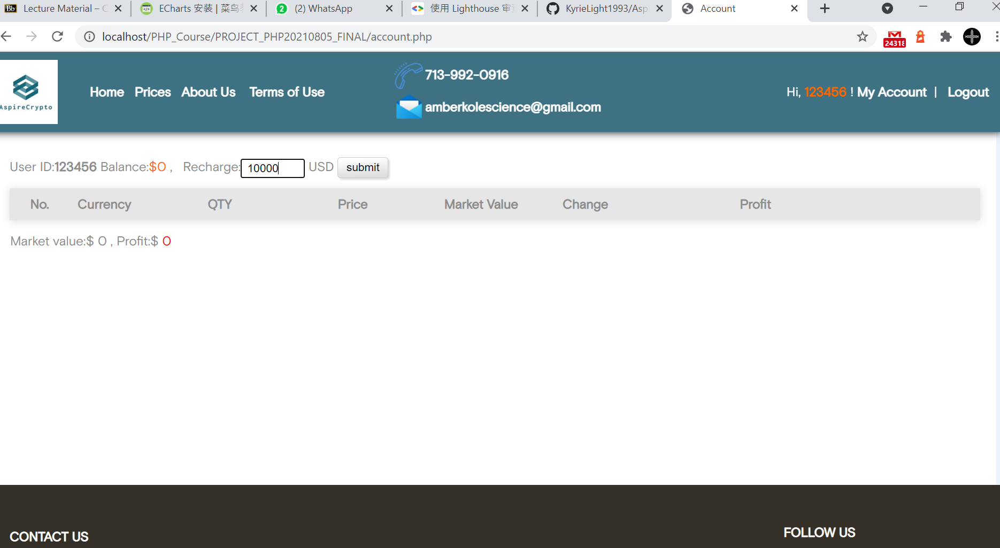 Bb Lecture Material – C
ECharts 安装 | 菜鸟
2 (2) WhatsApp
使用 Lighthouse 审
KyrieLight1993/Asp
Account
localhost/PHP_Course/PROJECT_PHP20210805_FINAL/account.php
24318
AspireCrypto
Home Prices About Us Terms of Use
713-992-0916
amberkolescience@gmail.com
Hi, 123456 ! My Account | Logout
User ID:123456 Balance:$0 , Recharge: 10000 USD submit
No. Currency QTY Price Market Value Change Profit
Market value:$ 0 , Profit:$ 0
CONTACT US
FOLLOW US